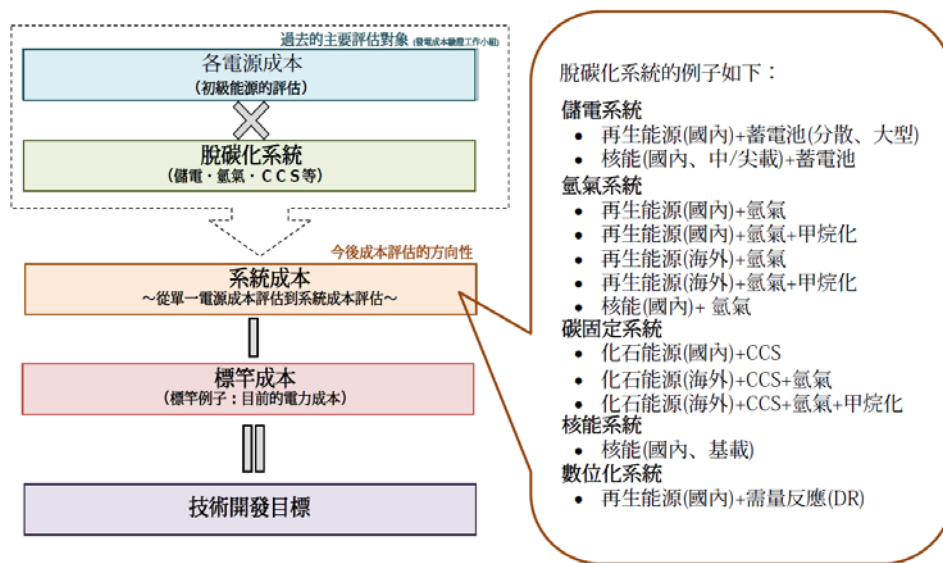 過去的主要評估對象(發電成本驗證工作小組)
各電源成本
(初級能源的評估)
脫碳化系統
(儲電・氫氣・CCS等)
今後成本評估的方向性
系統成本
～從單一電源成本評估到系統成本評估～
標竿成本
(標竿例子：目前的電力成本)
技術開發目標
脫碳化系統的例子如下：
儲電系統
• 再生能源(國內)+蓄電池(分散、大型)
• 核能(國內、中/尖載)+蓄電池
氫氣系統
• 再生能源(國內)+氫氣
• 再生能源(國內)+氫氣+甲烷化
• 再生能源(海外)+氫氣
• 再生能源(海外)+氫氣+甲烷化
• 核能(國內)+ 氫氣
碳固定系統
• 化石能源(國內)+CCS
• 化石能源(海外)+CCS+氫氣
• 化石能源(海外)+CCS+氫氣+甲烷化
核能系統
• 核能(國內、基載)
數位化系統
• 再生能源(國內)+需量反應(DR)